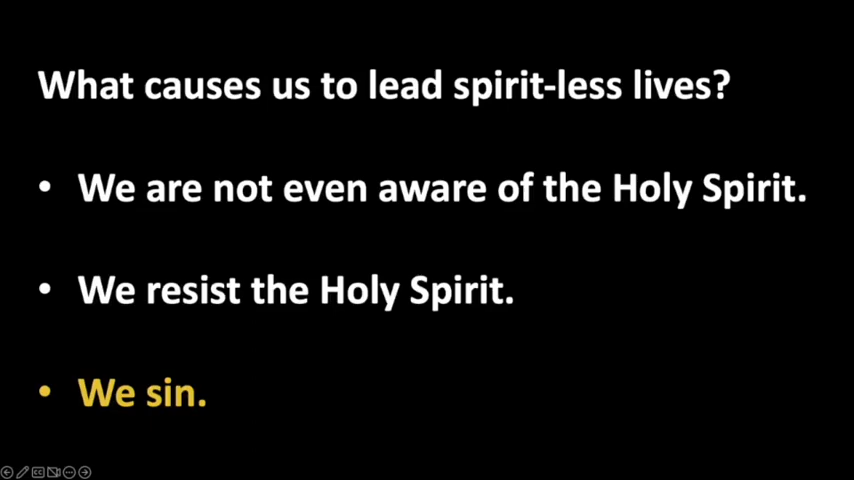 What causes us to lead spirit-less lives?
• We are not even aware of the Holy Spirit.
• We resist the Holy Spirit.
• We sin.